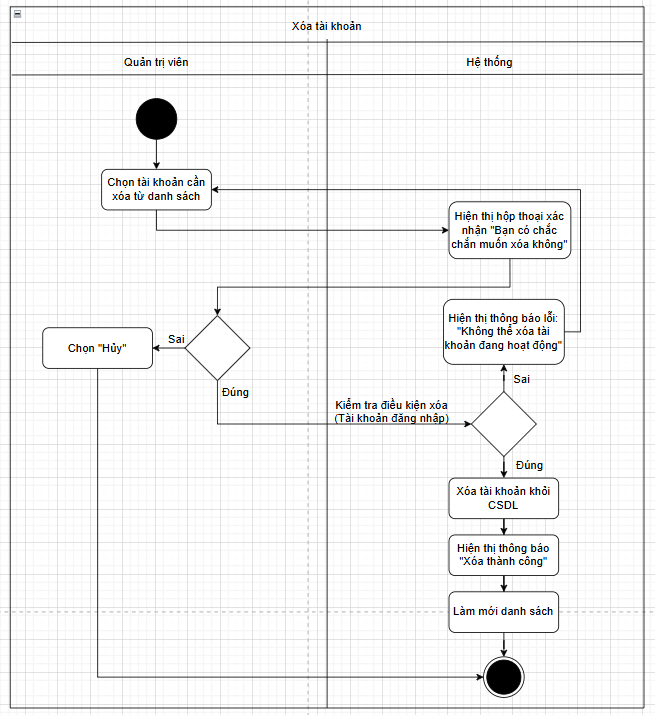 Xóa tài khoản
Quản trị viên
Hệ thống
Chọn tài khoản cần
xóa từ danh sách
Hiện thị hộp thoại xác
nhận "Bạn có chắc
chắn muốn xóa không"
Hiện thị thông báo lỗi:
"Không thể xóa tài
khoản đang hoạt động"
Sai
Chọn "Hủy"
Đúng
Sai
Kiểm tra điều kiện xóa
(Tài khoản đăng nhập)
Đúng
Xóa tài khoản khỏi
CSDL
Hiện thị thông báo
"Xóa thành công"
Làm mới danh sách